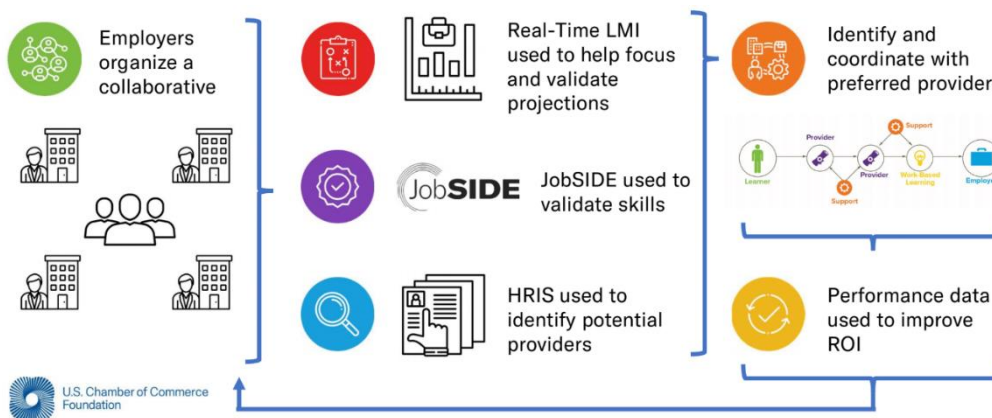 Employers
organize a
collaborative
Real-Time LMI
used to help focus
and validate
projections
JobSIDE
JobSIDE used to
validate skills
HRIS used to
identify potential
providers
Identify and
coordinate with
preferred provider
Learner
Provider
Support
Provider
Support
Work-Based
Learning
Employ
Performance data
used to improve
ROI
U.S. Chamber of Commerce
Foundation